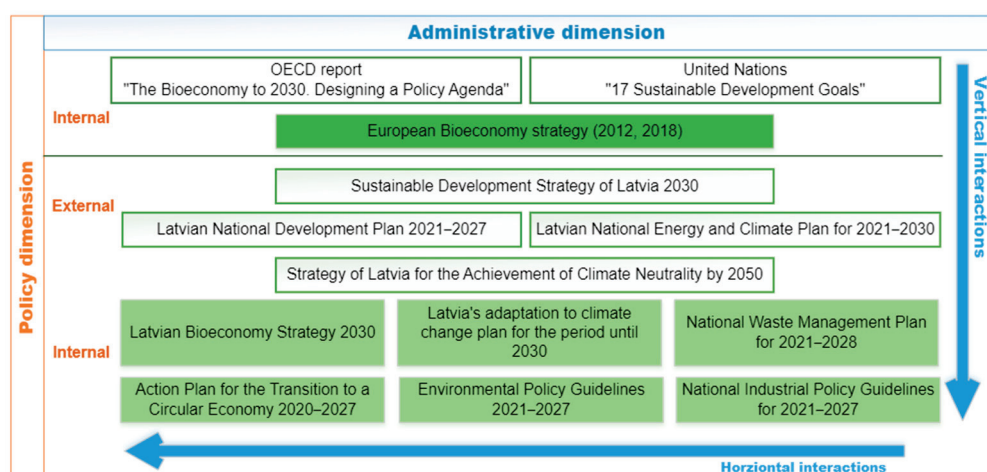 Administrative dimension
Policy dimension
Vertical interactions
Internal
OECD report
"The Bioeconomy to 2030. Designing a Policy Agenda"
United Nations
"17 Sustainable Development Goals"
European Bioeconomy strategy (2012, 2018)
External
Sustainable Development Strategy of Latvia 2030
Latvian National Development Plan 2021–2027
Latvian National Energy and Climate Plan for 2021–2030
Strategy of Latvia for the Achievement of Climate Neutrality by 2050
Internal
Latvian Bioeconomy Strategy 2030
Latvia's adaptation to climate
change plan for the period until
2030
National Waste Management Plan
for 2021–2028
Action Plan for the Transition to a
Circular Economy 2020–2027
Environmental Policy Guidelines
2021–2027
National Industrial Policy Guidelines
for 2021–2027
Horziontal interactions